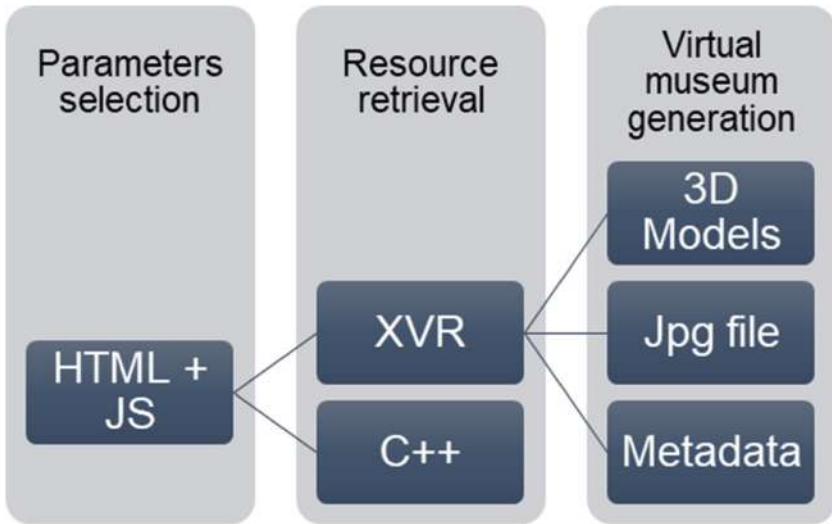 Parameters
selection
HTML +
JS
Resource
retrieval
XVR
C++
Virtual
museum
generation
3D
Models
Jpg file
Metadata